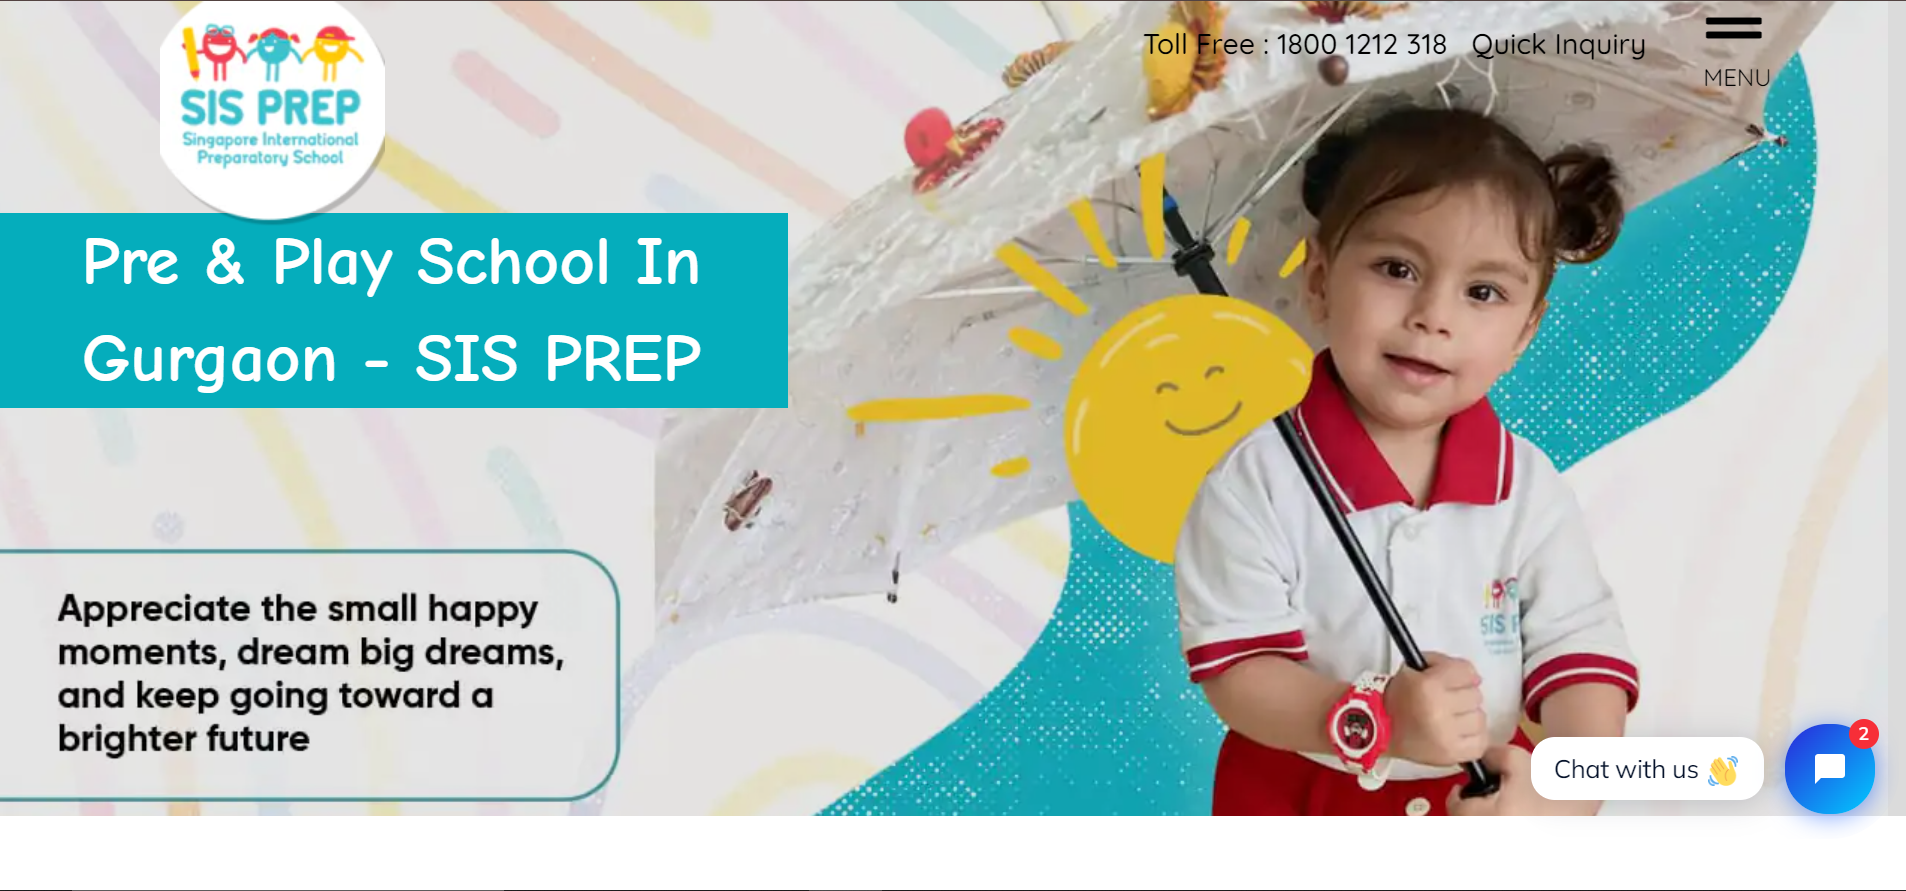 SIS PREP
Singapore International
Preparatory School
Toll Free : 1800 1212 318 Quick Inquiry
MENU
Pre & Play School In
Gurgaon - SIS PREP
Appreciate the small happy
moments, dream big dreams,
and keep going toward a
brighter future
SIS P
Chat with us 👋
2